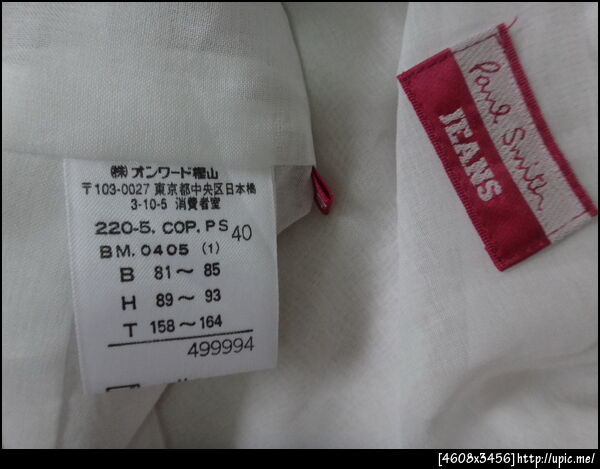 ㈱オンワード樫山
〒103-0027 東京都中央区日本橋
3-10-5 消費者室
220-5. COP. PS 40
BM. 0405 (1)
B 81～ 85
H 89～ 93
T 158～164
499994
Paul Smith
JEANS
[4608x3456]http://upic.me/